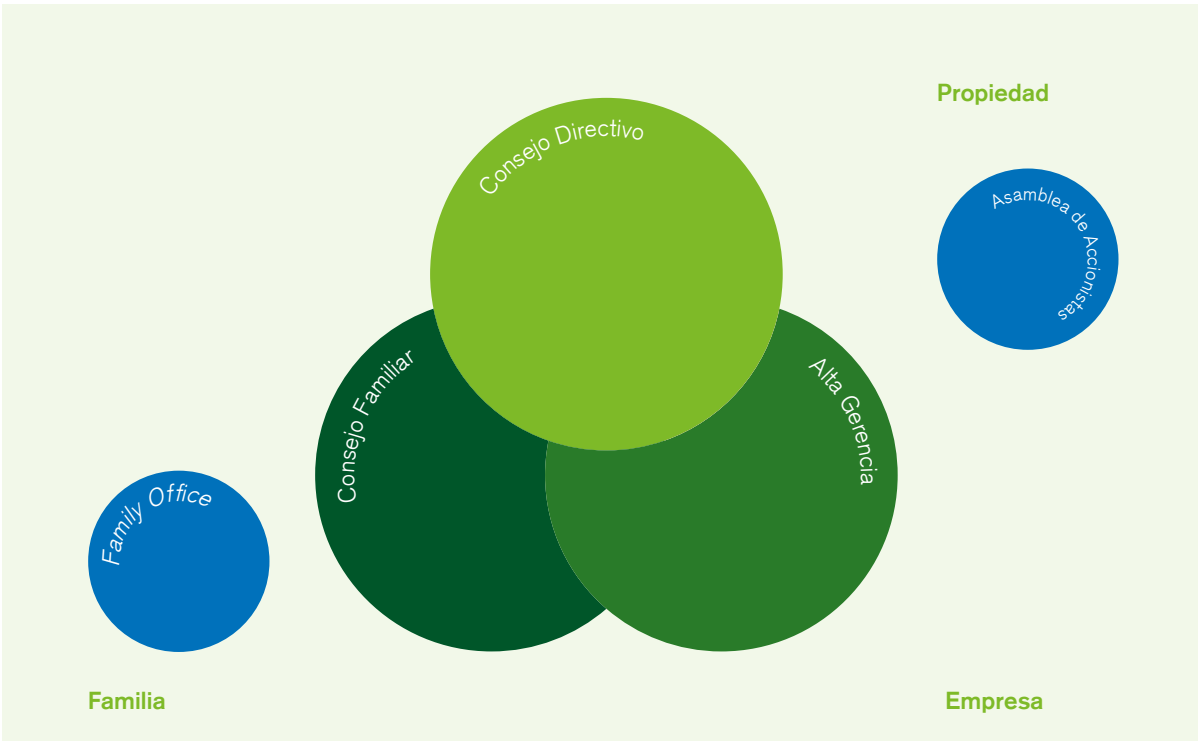 Propiedad
Consejo Directivo
Asamblea de Accionistas
Consejo Familiar
Alta Gerencia
Family Office
Familia
Empresa